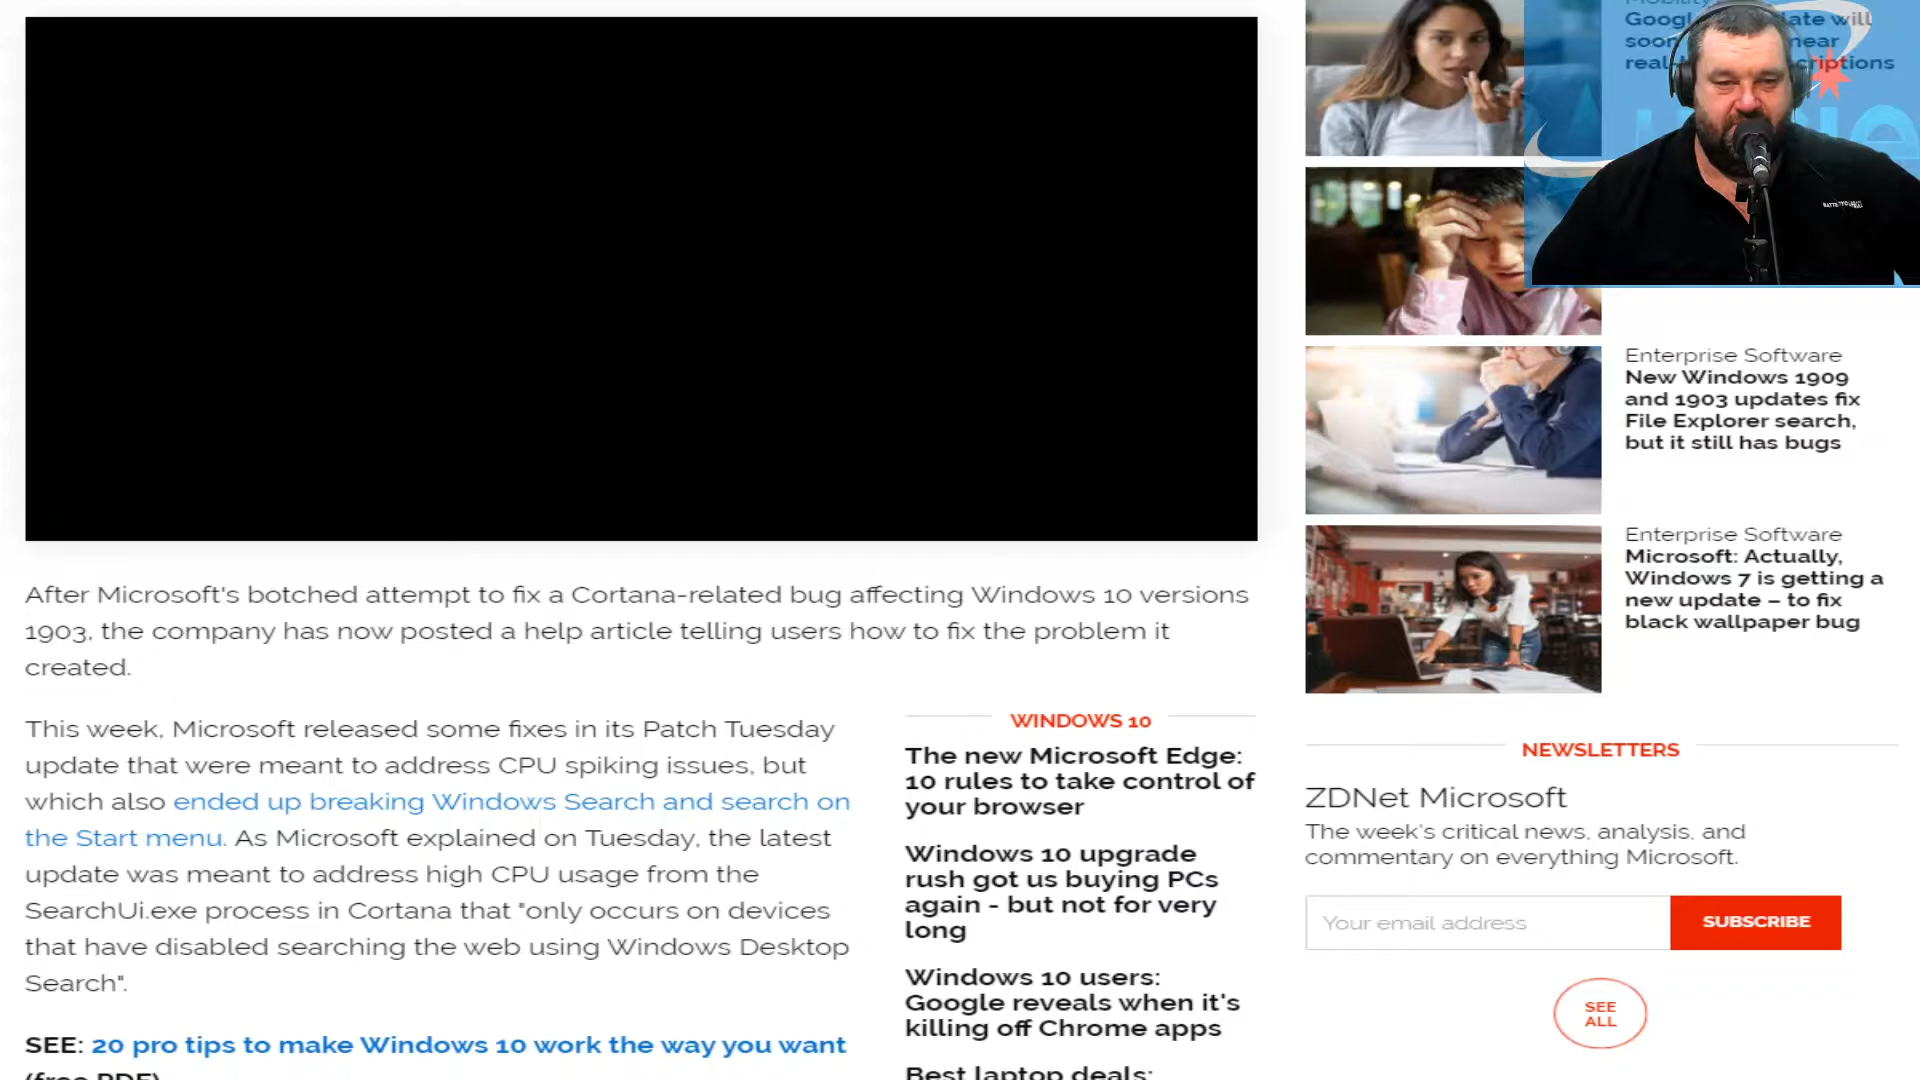 After Microsoft's botched attempt to fix a Cortana-related bug affecting Windows 10 versions
1903, the company has now posted a help article telling users how to fix the problem it
created.
This week, Microsoft released some fixes in its Patch Tuesday
update that were meant to address CPU spiking issues, but
which also ended up breaking Windows Search and search on
the Start menu. As Microsoft explained on Tuesday, the latest
update was meant to address high CPU usage from the
SearchUi.exe process in Cortana that "only occurs on devices
that have disabled searching the web using Windows Desktop
Search".
SEE: 20 pro tips to make Windows 10 work the way you want
(free PDF)
WINDOWS 10
The new Microsoft Edge:
10 rules to take control of
your browser
Windows 10 upgrade
rush got us buying PCs
again - but not for very
long
Windows 10 users:
Google reveals when it's
killing off Chrome apps
Best laptop deals:
Mobility
will
soon near
Enterprise Software
New Windows 1909
and 1903 updates fix
File Explorer search,
but it still has bugs
Enterprise Software
Microsoft: Actually,
Windows 7 is getting a
new update – to fix
black wallpaper bug
NEWSLETTERS
ZDNet Microsoft
The week's critical news, analysis, and
commentary on everything Microsoft.
Your email address
SUBSCRIBE
SEE
ALL